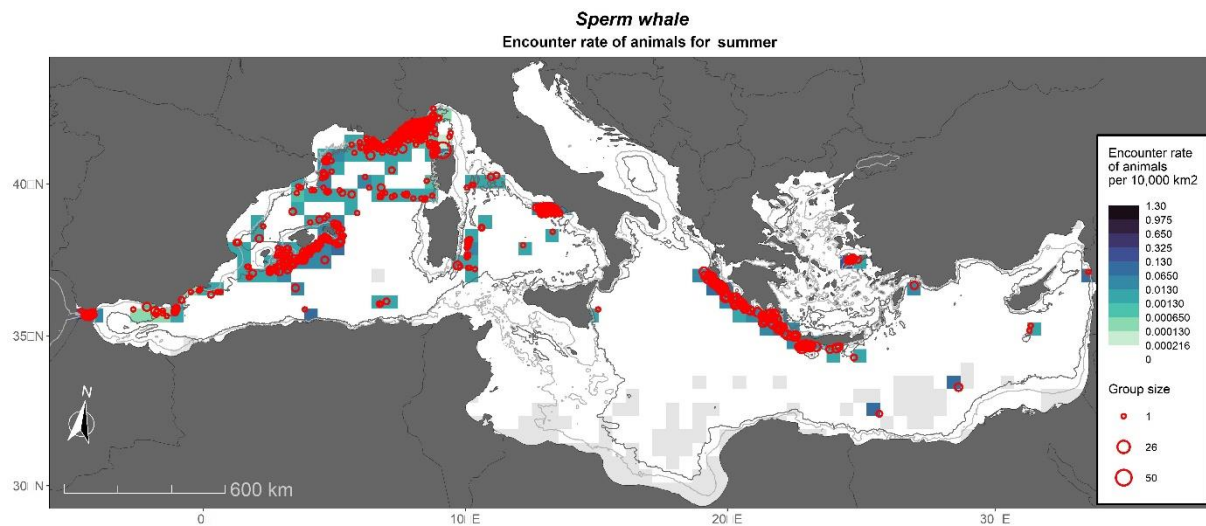 Sperm whale
Encounter rate of animals for summer
Encounter rate
of animals
per 10,000 km2
1.30
0.975
0.650
0.325
0.130
0.0650
0.00130
0.000650
0.000130
0.000216
0
Group size
1
26
50
40□N
35□N
30□N
N
600 km
0
10□E
20□E
30□E